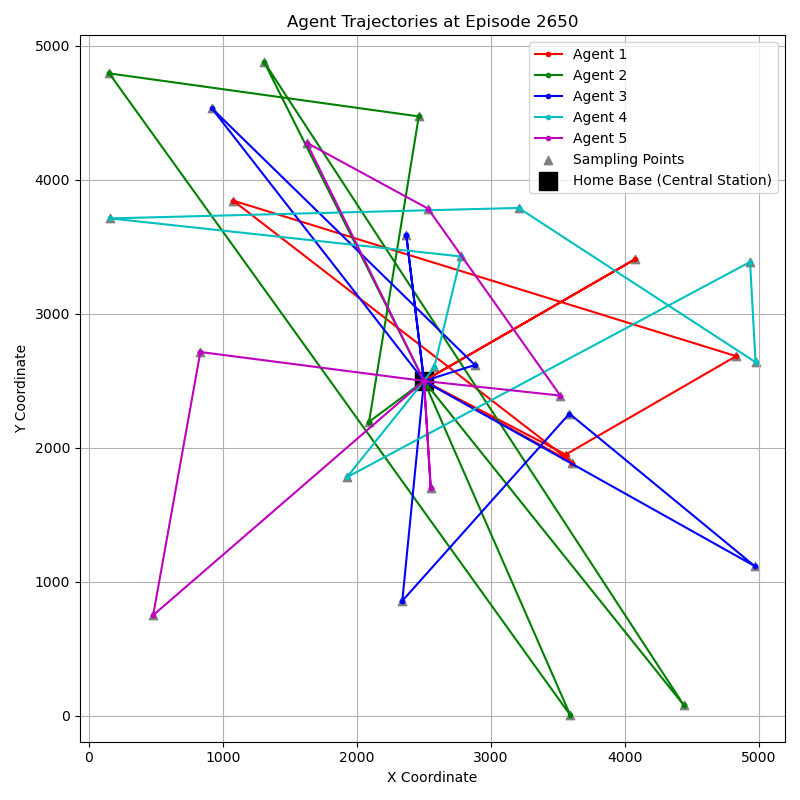 Agent Trajectories at Episode 2650
Agent 1
Agent 2
Agent 3
Agent 4
Agent 5
Sampling Points
Home Base (Central Station)
Y Coordinate
5000
4000
3000
2000
1000
0
0 1000 2000 3000 4000 5000
X Coordinate